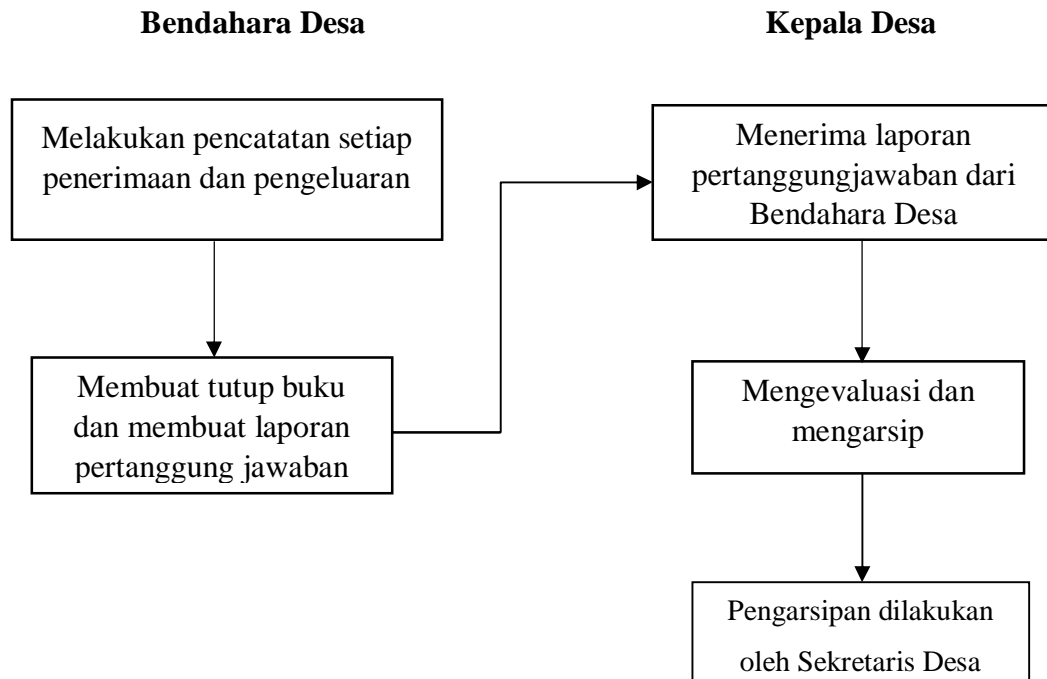 Bendahara Desa
Kepala Desa
Melakukan pencatatan setiap
penerimaan dan pengeluaran
Membuat tutup buku
dan membuat laporan
pertanggung jawaban
Menerima laporan
pertanggungjawaban dari
Bendahara Desa
Mengevaluasi dan
mengarsip
Pengarsipan dilakukan
oleh Sekretaris Desa